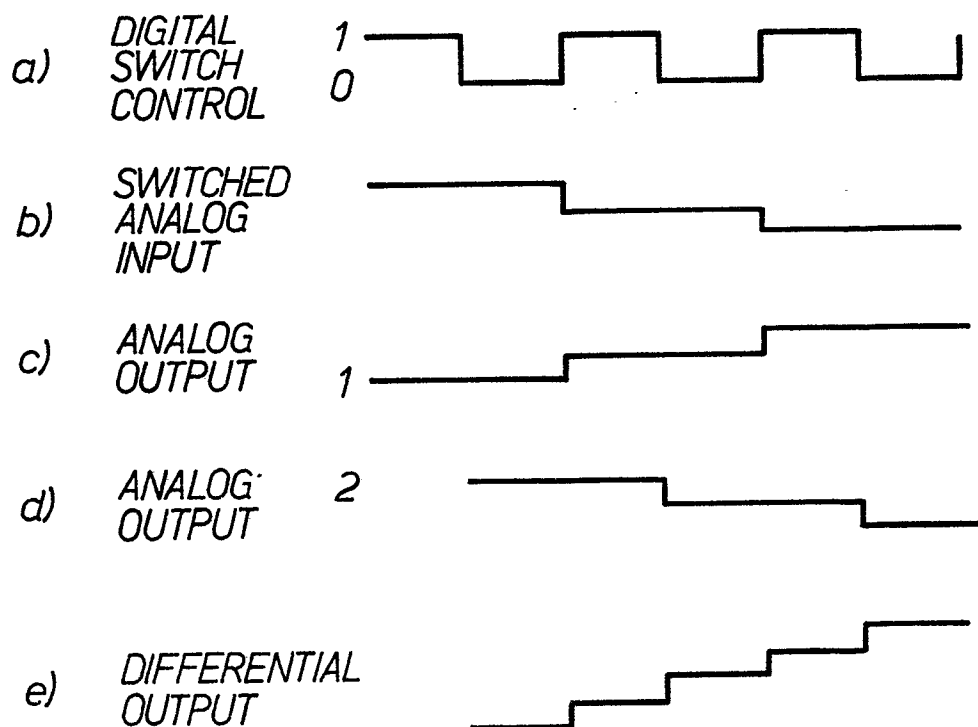 a) DIGITAL SWITCH CONTROL 1 0
b) SWITCHED ANALOG INPUT
c) ANALOG OUTPUT 1
d) ANALOG OUTPUT 2
e) DIFFERENTIAL OUTPUT